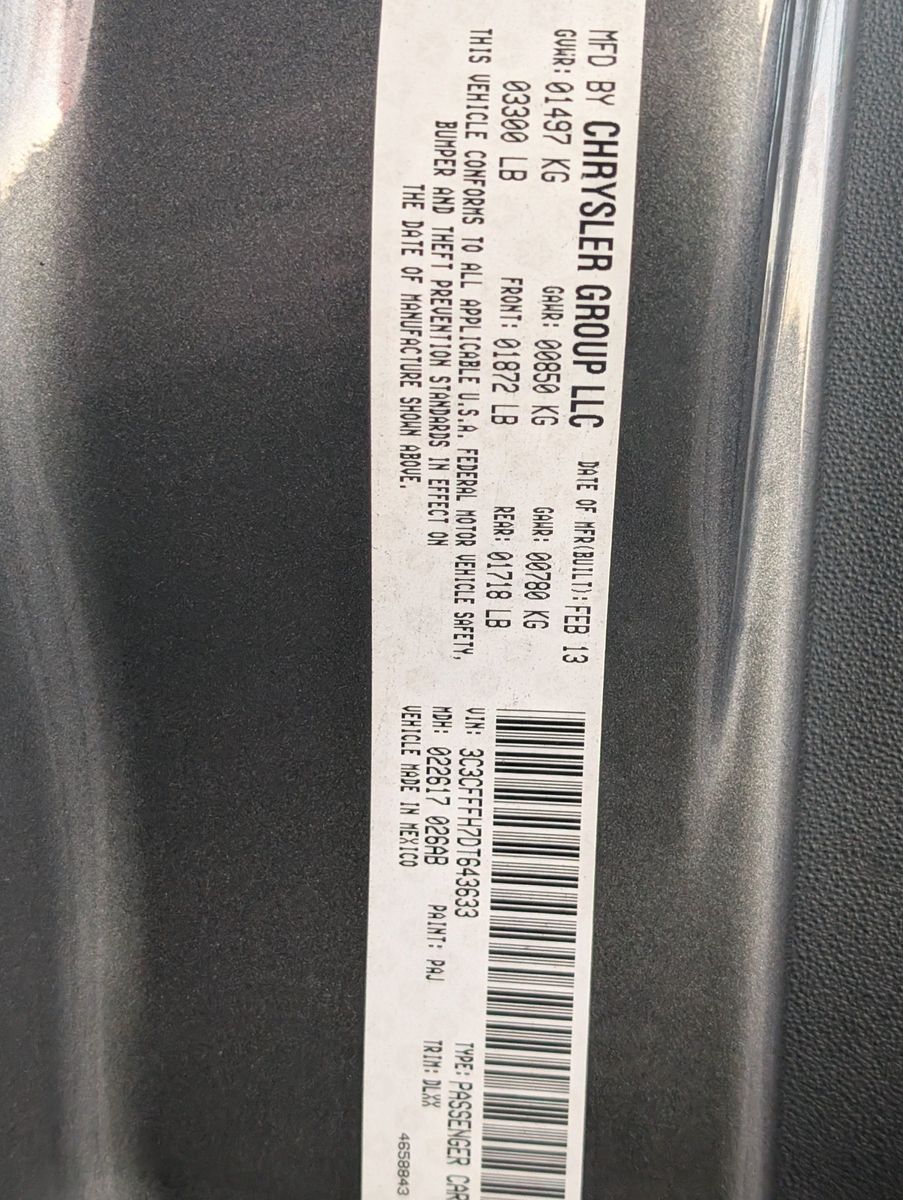 MFD BY CHRYSLER GROUP LLC DATE OF MFR(BUILT): FEB 13
GVWR: 01497 KG GAWR: 00850 KG GAWR: 00780 KG
03300 LB FRONT: 01872 LB REAR: 01718 LB
THIS VEHICLE CONFORMS TO ALL APPLICABLE U.S.A. FEDERAL MOTOR VEHICLE SAFETY,
BUMPER AND THEFT PREVENTION STANDARDS IN EFFECT ON
THE DATE OF MANUFACTURE SHOWN ABOVE.
VIN: 3C3CFFFH7DT643633 TYPE: PASSENGER CAR
MDH: 022617 026AB PAINT: PAJ TRIM: DLXX
VEHICLE MADE IN MEXICO
4658843